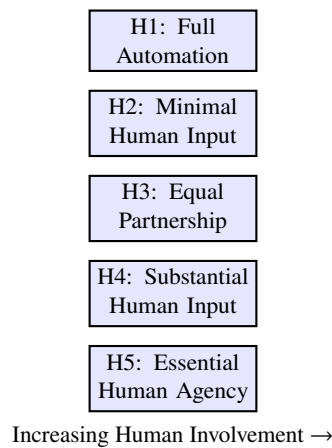 H1: Full
Automation
H2: Minimal
Human Input
H3: Equal
Partnership
H4: Substantial
Human Input
H5: Essential
Human Agency
Increasing Human Involvement →